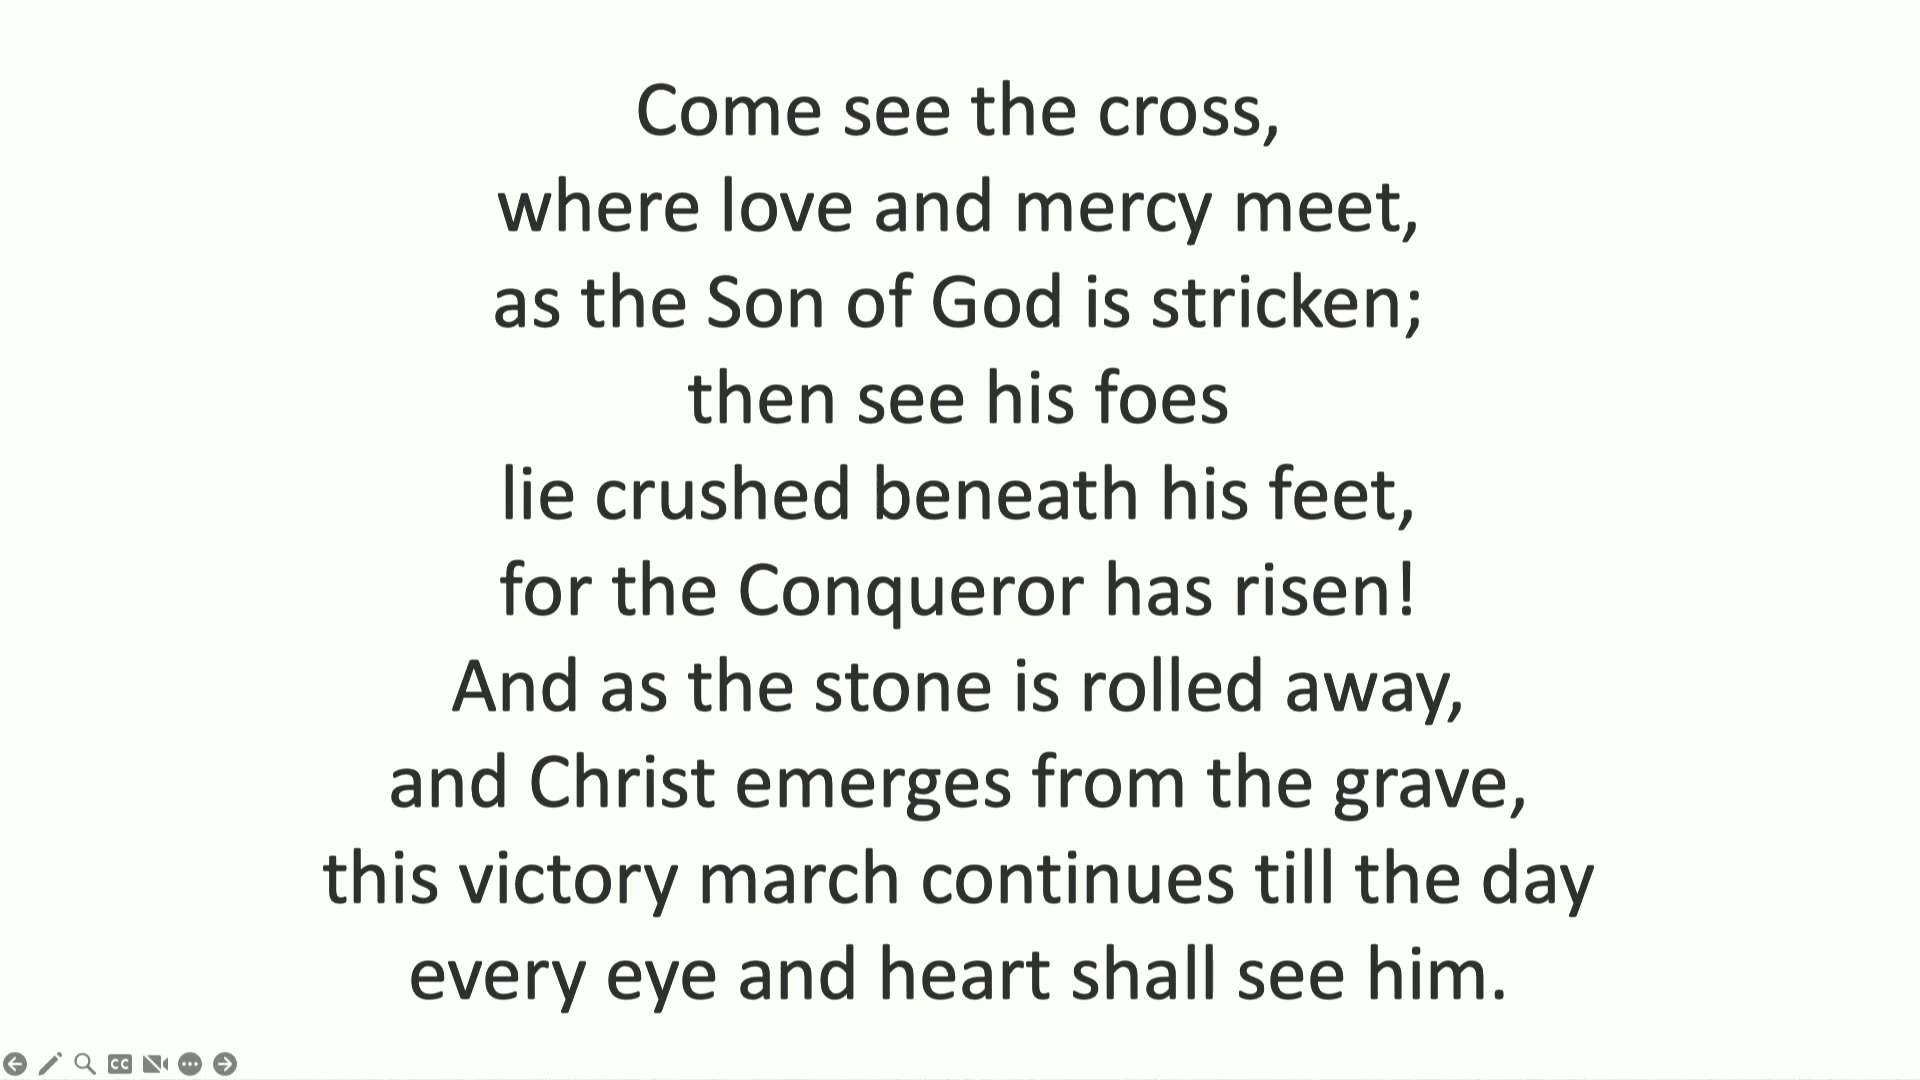 Come see the cross,
where love and mercy meet,
as the Son of God is stricken;
then see his foes
lie crushed beneath his feet,
for the Conqueror has risen!
And as the stone is rolled away,
and Christ emerges from the grave,
this victory march continues till the day
every eye and heart shall see him.
CC